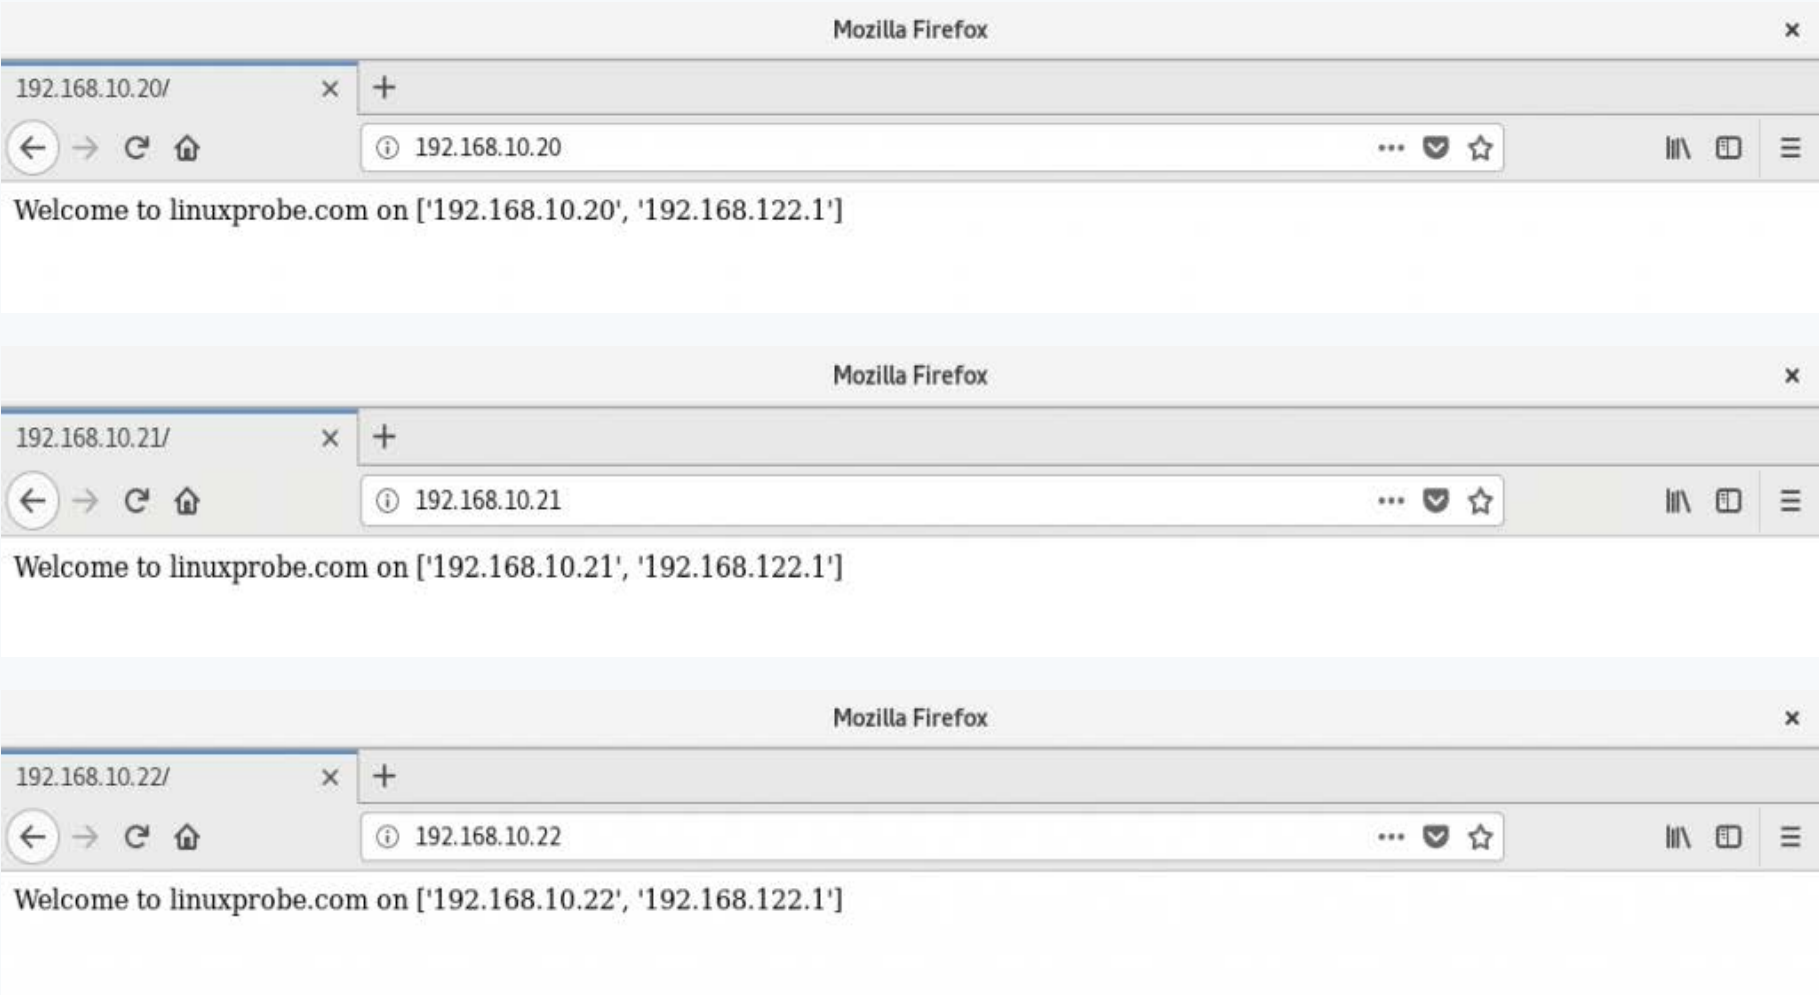 Mozilla Firefox
192.168.10.20/
192.168.10.20
Welcome to linuxprobe.com on ['192.168.10.20', '192.168.122.1']
Mozilla Firefox
192.168.10.21/
192.168.10.21
Welcome to linuxprobe.com on ['192.168.10.21', '192.168.122.1']
Mozilla Firefox
192.168.10.22/
192.168.10.22
Welcome to linuxprobe.com on ['192.168.10.22', '192.168.122.1']